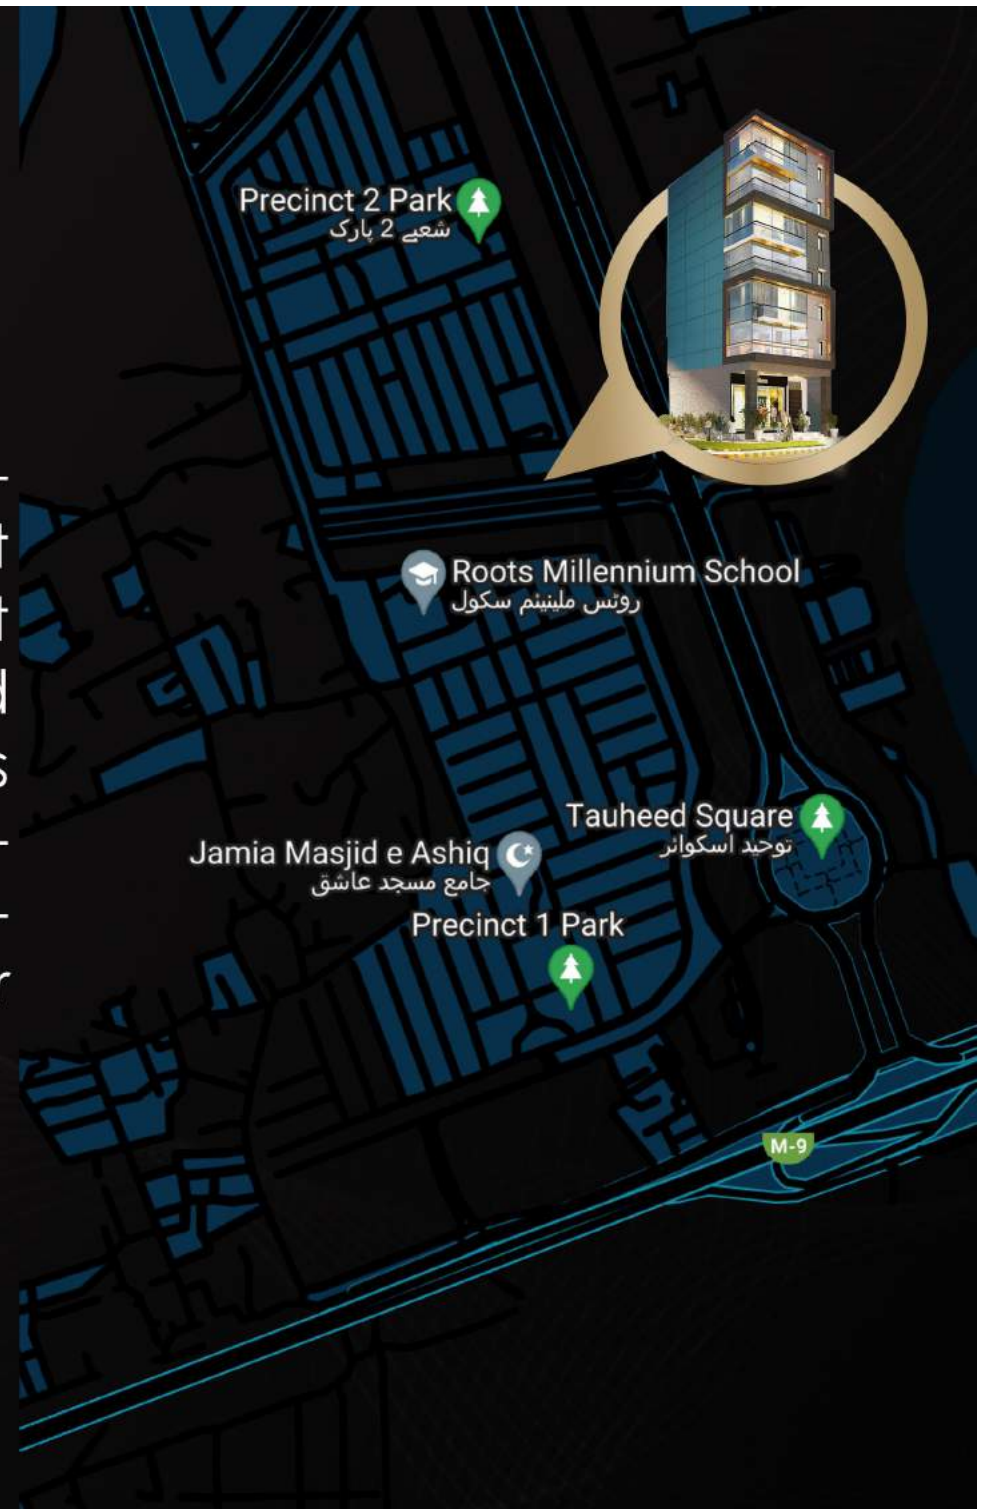 Precinct 2 Park
شعبے 2 پارک
Roots Millennium School
روٹس ملینیئم سکول
Tauheed Square
توحید اسکوائر
Jamia Masjid e Ashiq
جامع مسجد عاشق
Precinct 1 Park
M-9